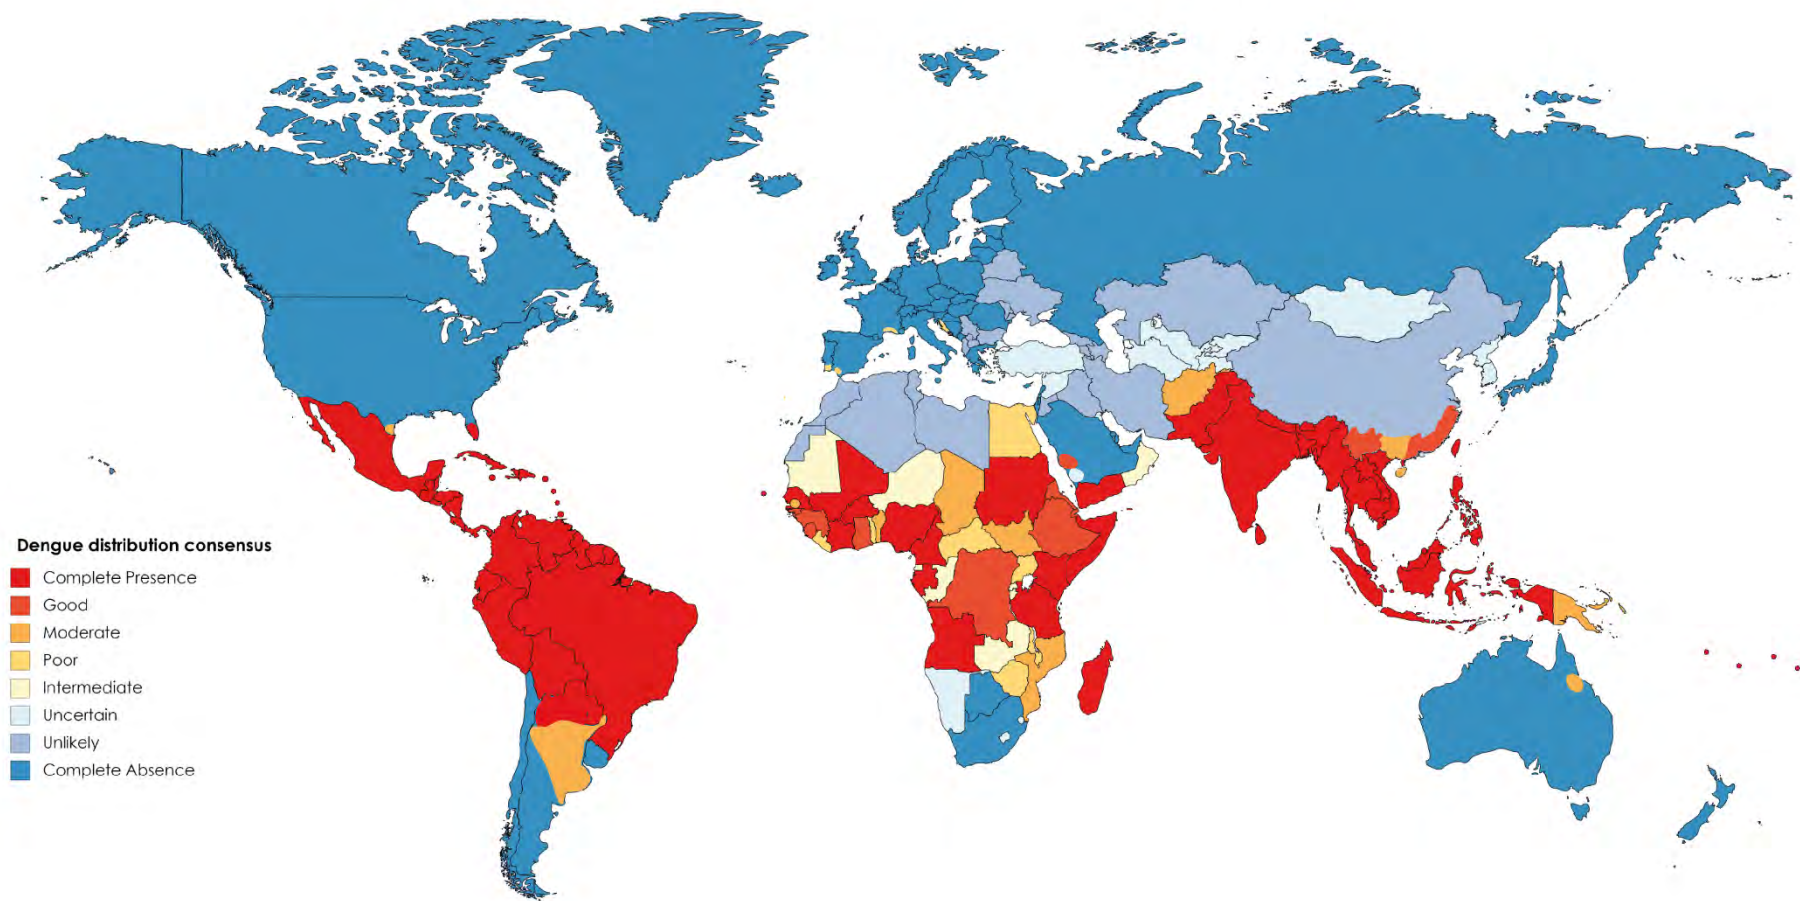 Dengue distribution consensus
Complete Presence
Good
Moderate
Poor
Intermediate
Uncertain
Unlikely
Complete Absence